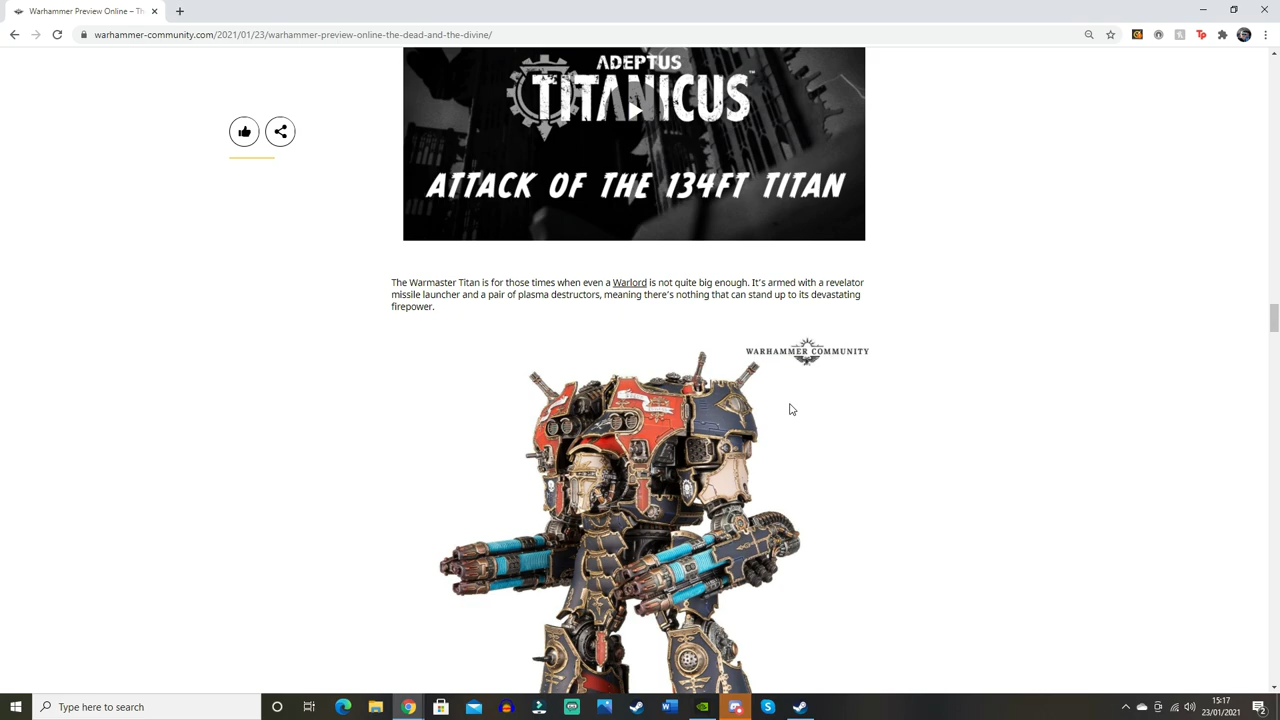 Warhammer Preview Online – Th
warhammer-community.com/2021/01/23/warhammer-preview-online-the-dead-and-the-divine/
ADEPTUS
TITANICUS
ATTACK OF THE 134FT TITAN
The Warmaster Titan is for those times when even a Warlord is not quite big enough. It's armed with a revelator
missile launcher and a pair of plasma destructors, meaning there's nothing that can stand up to its devastating
firepower.
WARHAMMER COMMUNITY
Type here to search
15:17
23/01/2021